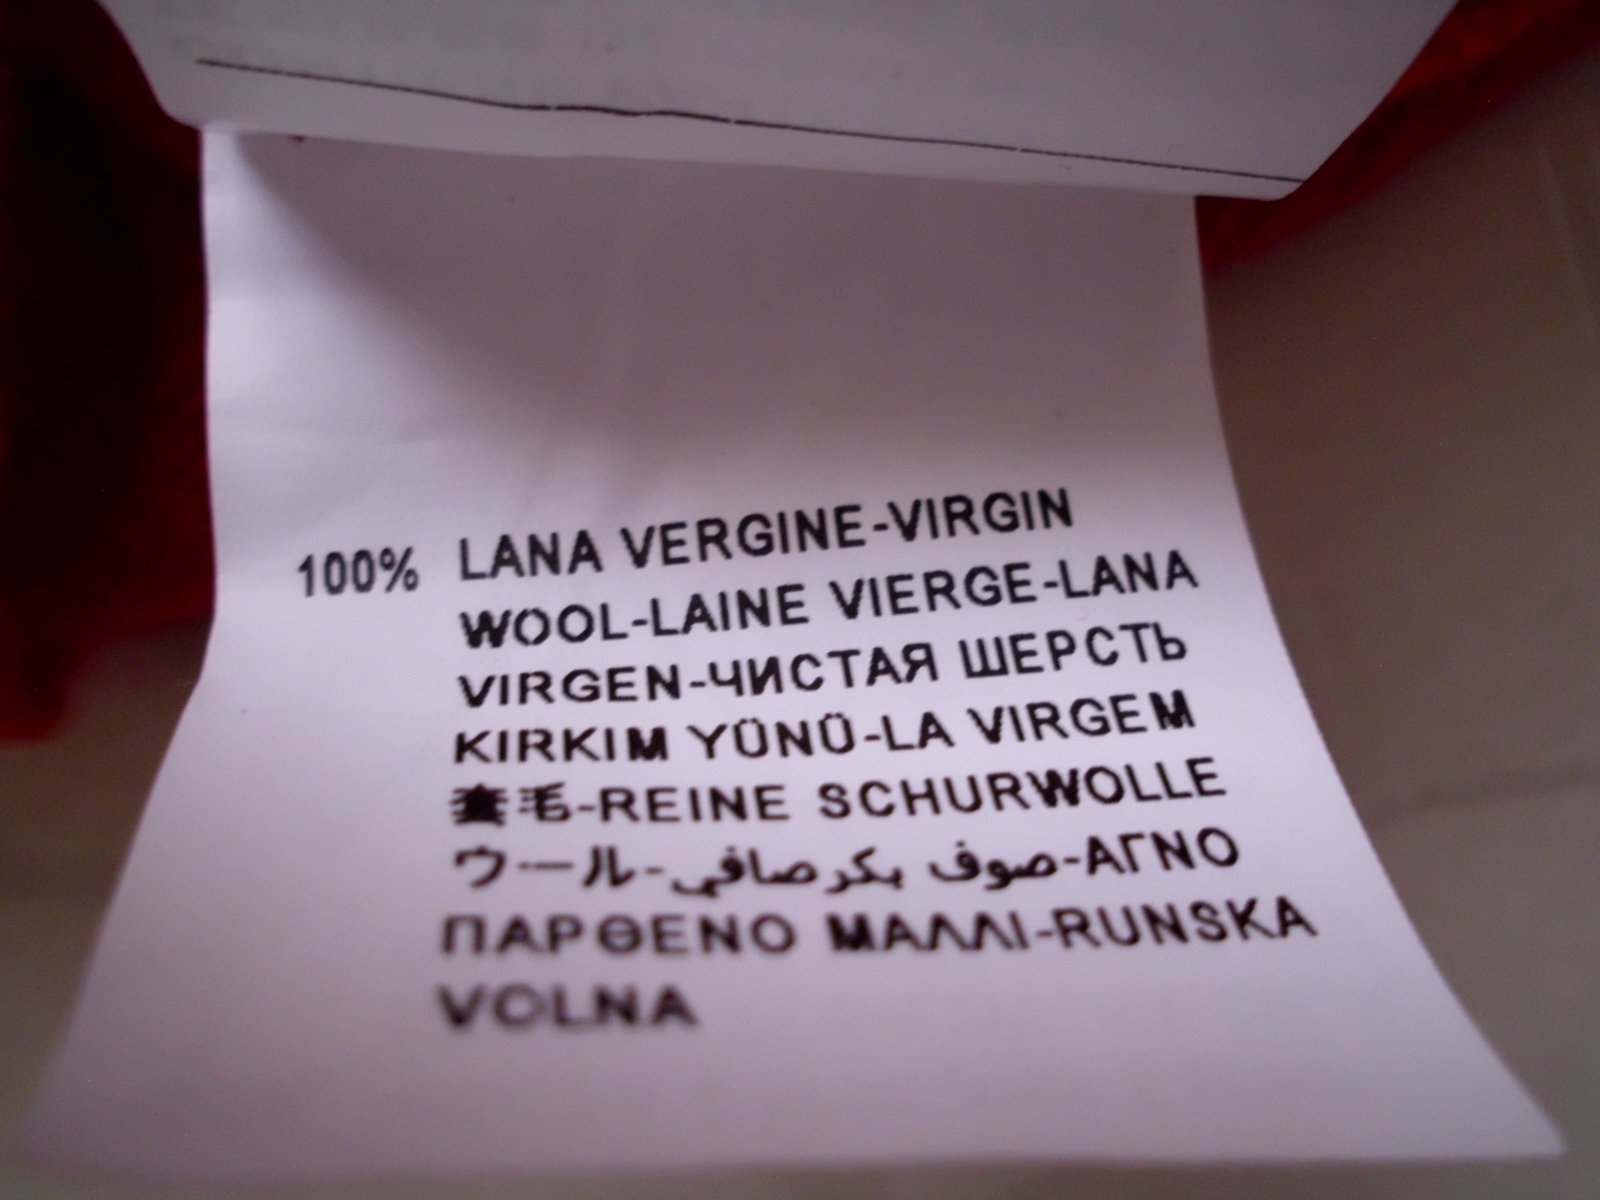 100% LANA VERGINE-VIRGIN
WOOL-LAINE VIERGE-LANA
VIRGEN-ЧИСТАЯ ШЕРСТЬ
KIRKIM YÜNÜ-LA VIRGEM
毛-REINE SCHURWOLLE
ウール-صوف بكر صافي-ΑΓΝΟ
ΠΑΡΘΕΝΟ ΜΑΛΛΙ-RUNSKA
VOLNA